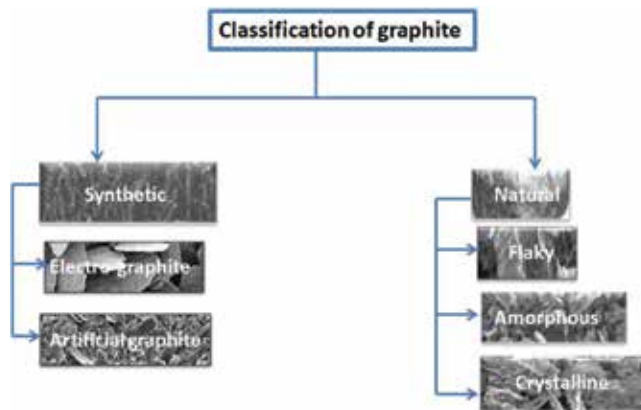 Classification of graphite
Synthetic
Electro-graphite
Artificial graphite
Natural
Flaky
Amorphous
Crystalline